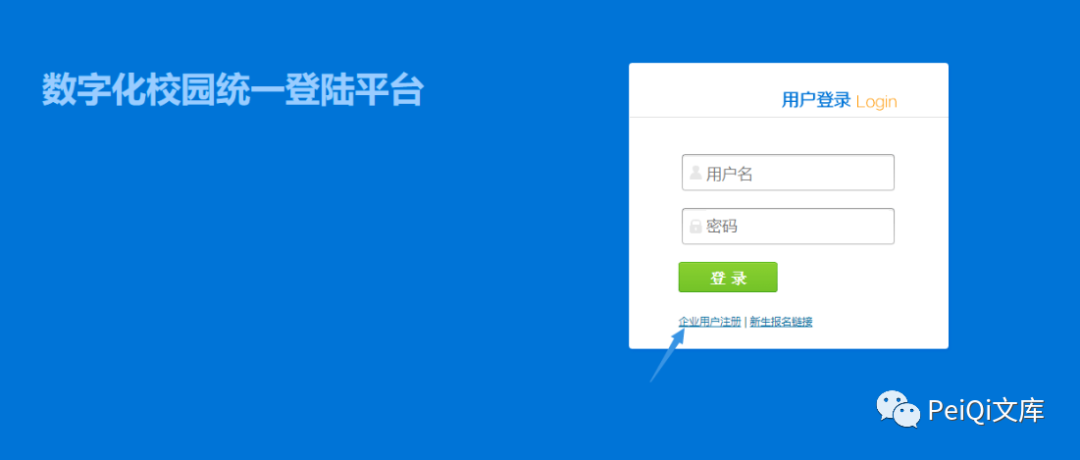 数字化校园统一登陆平台
用户登录 Login
用户名
密码
登 录
企业用户注册 | 新生报名链接
PeiQi文库